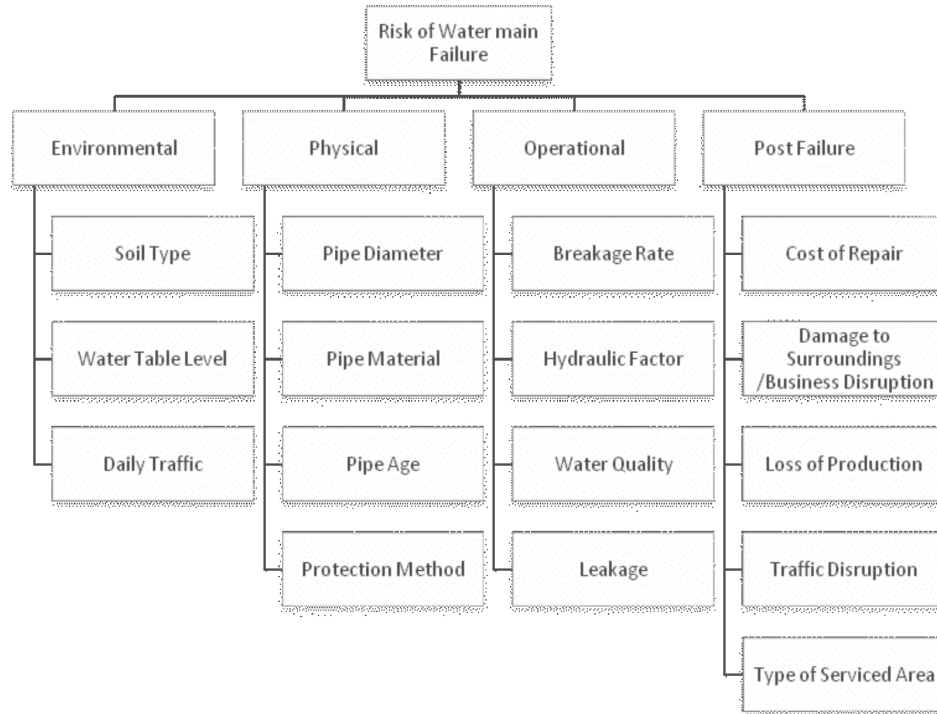 Risk of Water main
Failure
Environmental
Physical
Operational
Post Failure
Soil Type
Water Table Level
Daily Traffic
Pipe Diameter
Pipe Material
Pipe Age
Protection Method
Breakage Rate
Hydraulic Factor
Water Quality
Leakage
Cost of Repair
Damage to
Surroundings
/Business Disruption
Loss of Production
Traffic Disruption
Type of Serviced Area